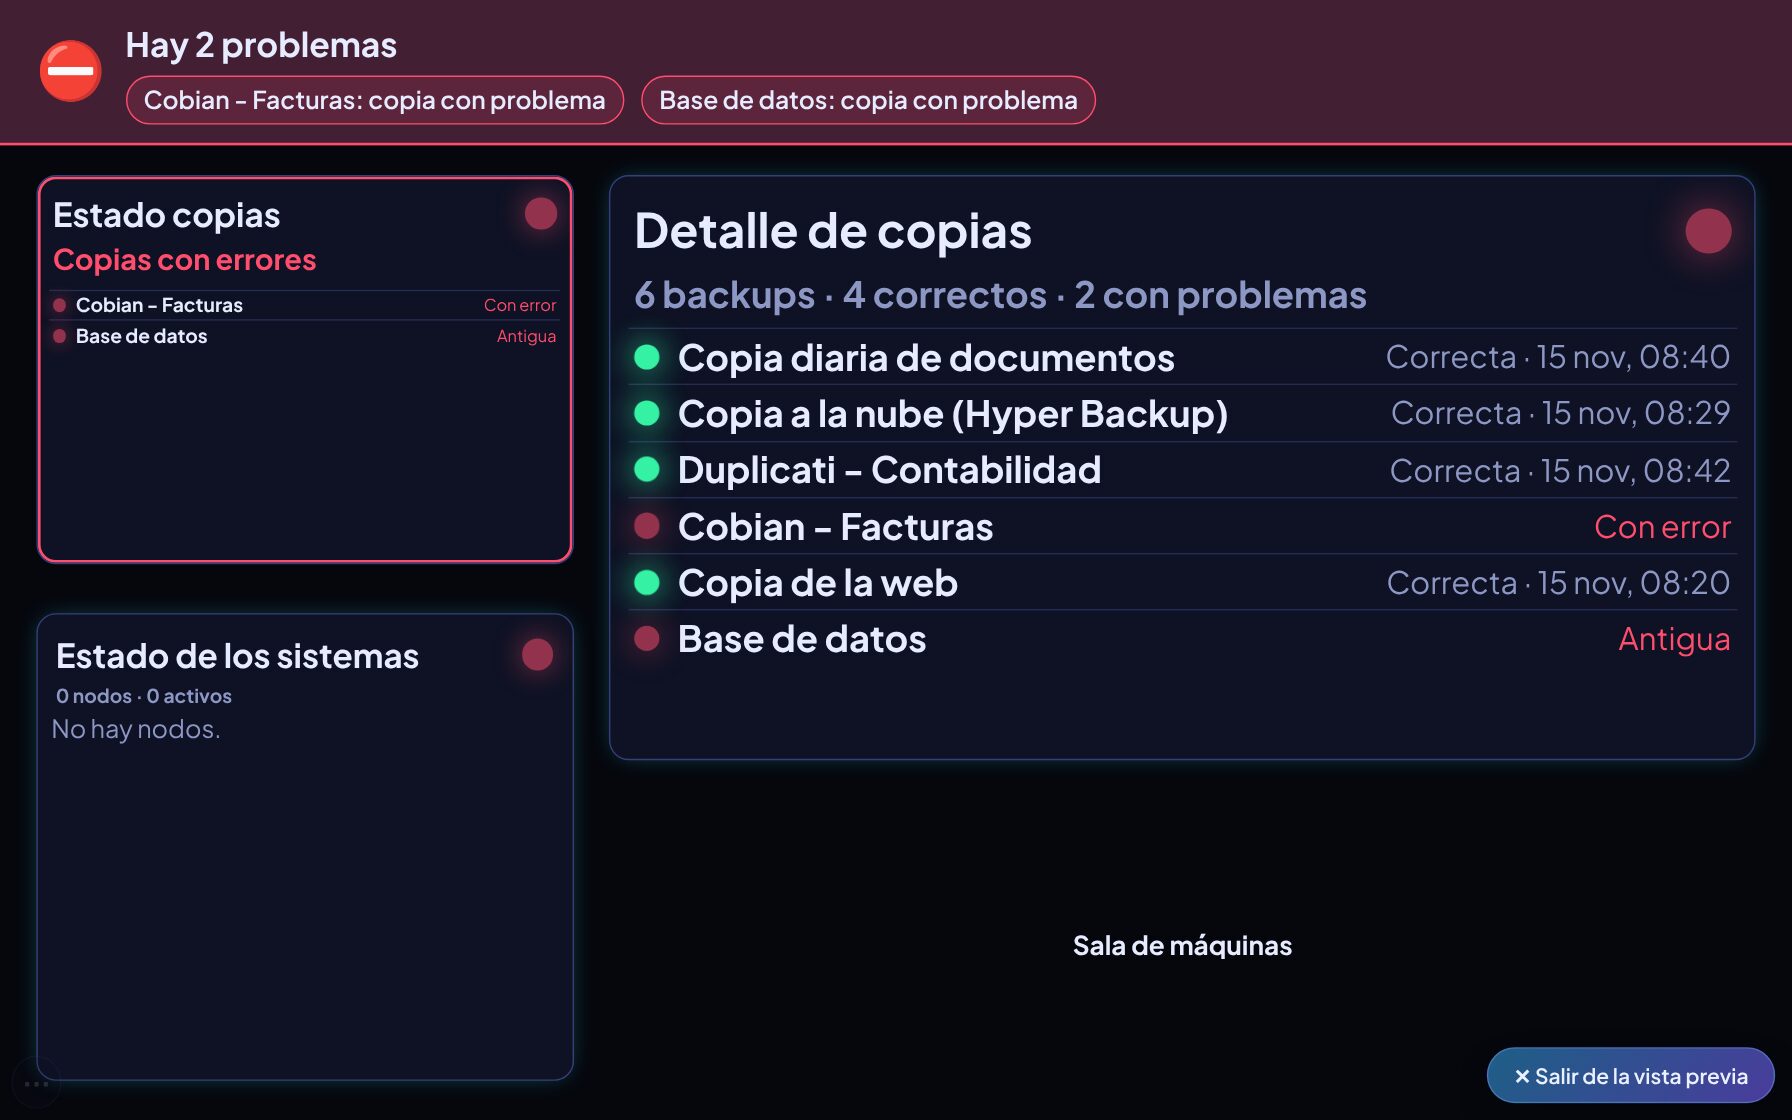 Hay 2 problemas
Cobian - Facturas: copia con problema
Base de datos: copia con problema
Estado copias
Copias con errores
Cobian - Facturas Con error
Base de datos Antigua
Estado de los sistemas
0 nodos · 0 activos
No hay nodos.
Detalle de copias
6 backups · 4 correctos · 2 con problemas
Copia diaria de documentos Correcta · 15 nov, 08:40
Copia a la nube (Hyper Backup) Correcta · 15 nov, 08:29
Duplicati - Contabilidad Correcta · 15 nov, 08:42
Cobian - Facturas Con error
Copia de la web Correcta · 15 nov, 08:20
Base de datos Antigua
Sala de máquinas
✕ Salir de la vista previa